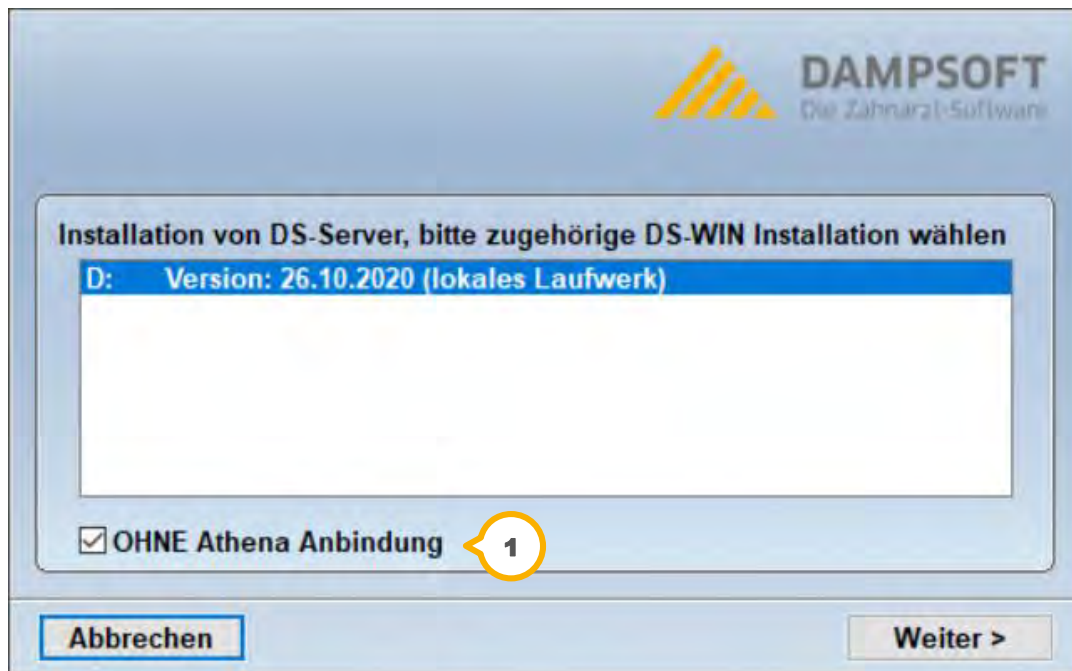 DAMPSOFT
Die Zahnarzt-Software
Installation von DS-Server, bitte zugehörige DS-WIN Installation wählen
D: Version: 26.10.2020 (lokales Laufwerk)
OHNE Athena Anbindung
1
Abbrechen
Weiter >